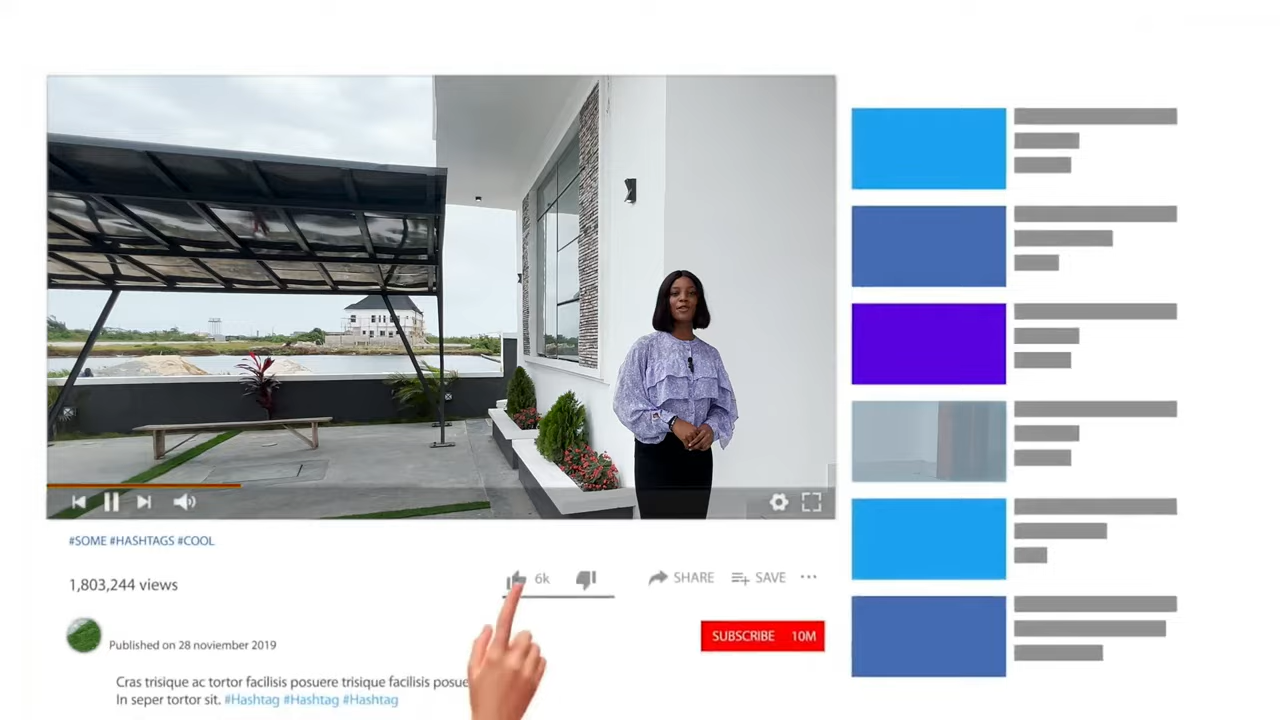 #SOME #HASHTAGS #COOL
1,803,244 views
6k
SHARE
SAVE
SUBSCRIBE 10M
Published on 28 noviember 2019
Cras trisique ac tortor facilisis posuere trisique facilisis posue
In seper tortor sit. #Hashtag #Hashtag #Hashtag